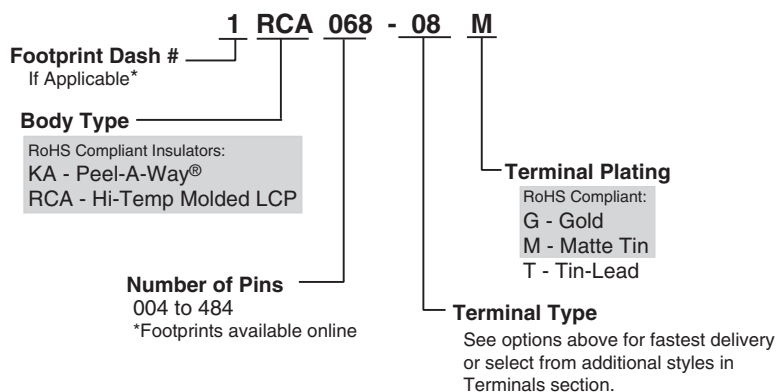 1 RCA 068 - 08 M
Footprint Dash #
If Applicable*
Body Type
RoHS Compliant Insulators:
KA - Peel-A-Way®
RCA - Hi-Temp Molded LCP
Number of Pins
004 to 484
*Footprints available online
Terminal Plating
RoHS Compliant:
G - Gold
M - Matte Tin
T - Tin-Lead
Terminal Type
See options above for fastest delivery
or select from additional styles in
Terminals section.